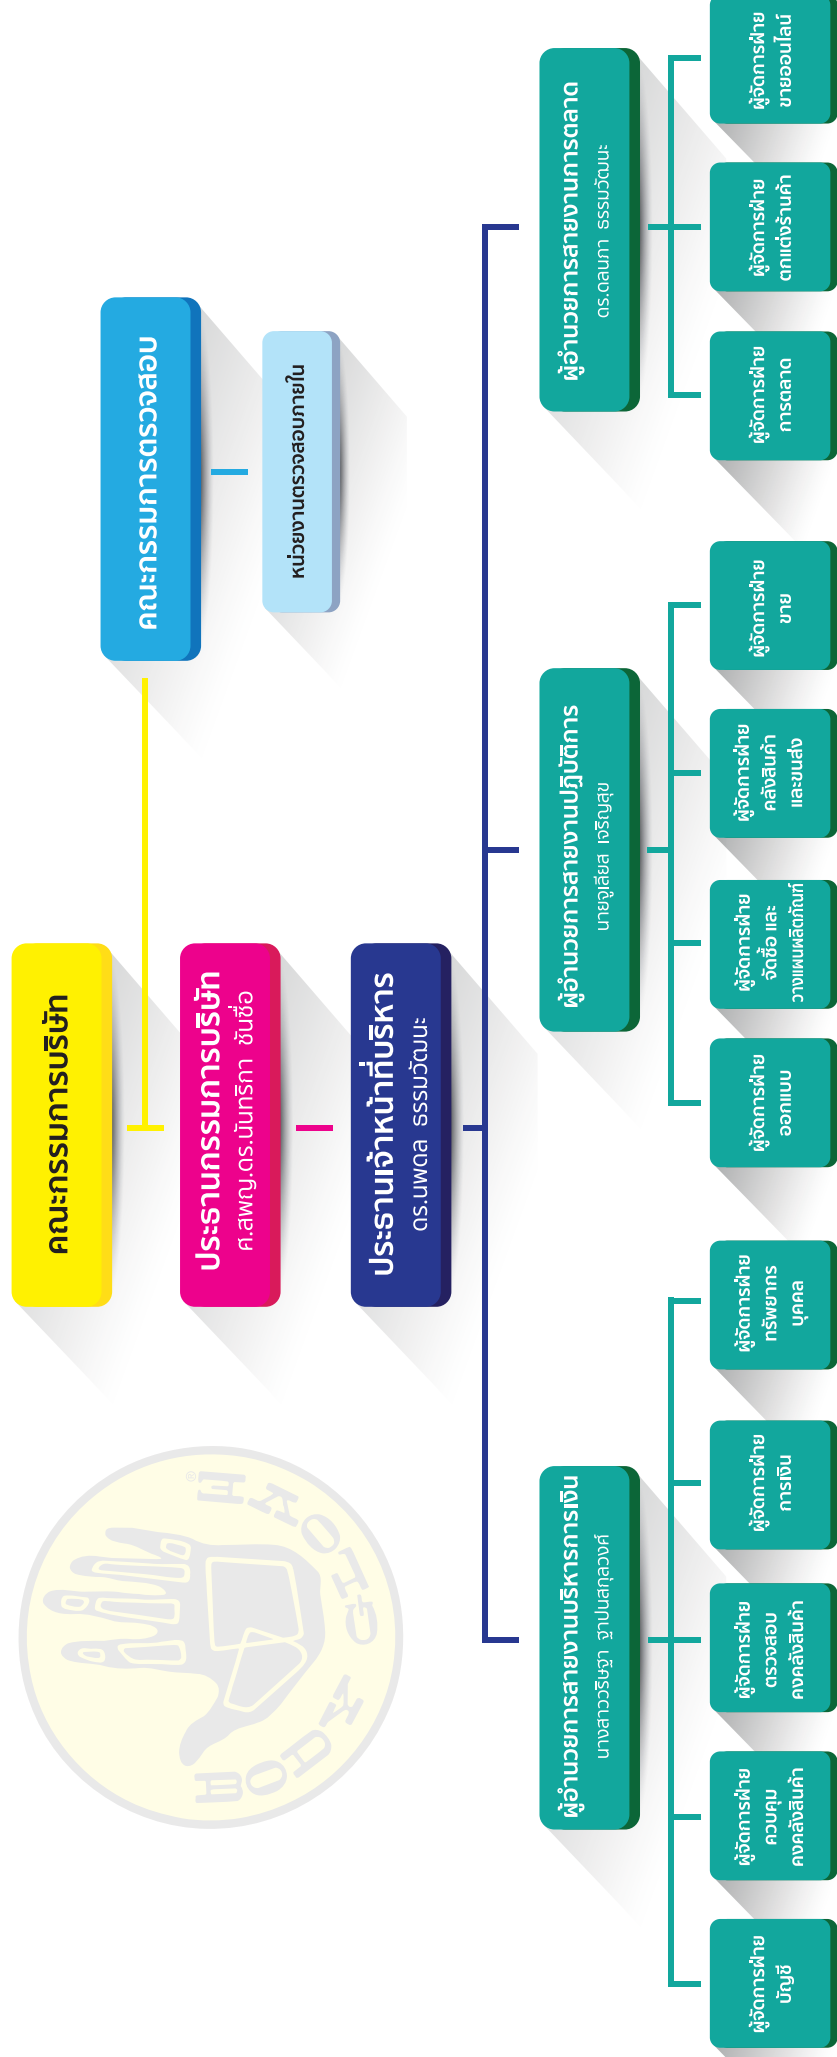 คณะกรรมการบริษัท
คณะกรรมการตรวจสอบ
ประธานกรรมการบริษัท
ศ.สพญ.ดร.นันทริกา ชันซื่อ
หน่วยงานตรวจสอบภายใน
ประธานเจ้าหน้าที่บริหาร
ดร.นพดล ธรรมวัฒนะ
ผู้อำนวยการสายงานบริหารการเงิน
นางสาววริษฐา ฐาปนสกุลวงศ์
ผู้อำนวยการสายงานปฏิบัติการ
นายจูเลียส เจริญสุข
ผู้อำนวยการสายงานการตลาด
ดร.ดลนภา ธรรมวัฒนะ
ผู้จัดการฝ่าย
บัญชี
ผู้จัดการฝ่าย
ควบคุม
คงคลังสินค้า
ผู้จัดการฝ่าย
ตรวจสอบ
คงคลังสินค้า
ผู้จัดการฝ่าย
การเงิน
ผู้จัดการฝ่าย
ทรัพยากร
บุคคล
ผู้จัดการฝ่าย
ออกแบบ
ผู้จัดการฝ่าย
จัดซื้อ และ
วางแผนผลิตภัณฑ์
ผู้จัดการฝ่าย
คลังสินค้า
และขนส่ง
ผู้จัดการฝ่าย
ขาย
ผู้จัดการฝ่าย
การตลาด
ผู้จัดการฝ่าย
ตกแต่งร้านค้า
ผู้จัดการฝ่าย
ขายออนไลน์
ROCK GLOVE®